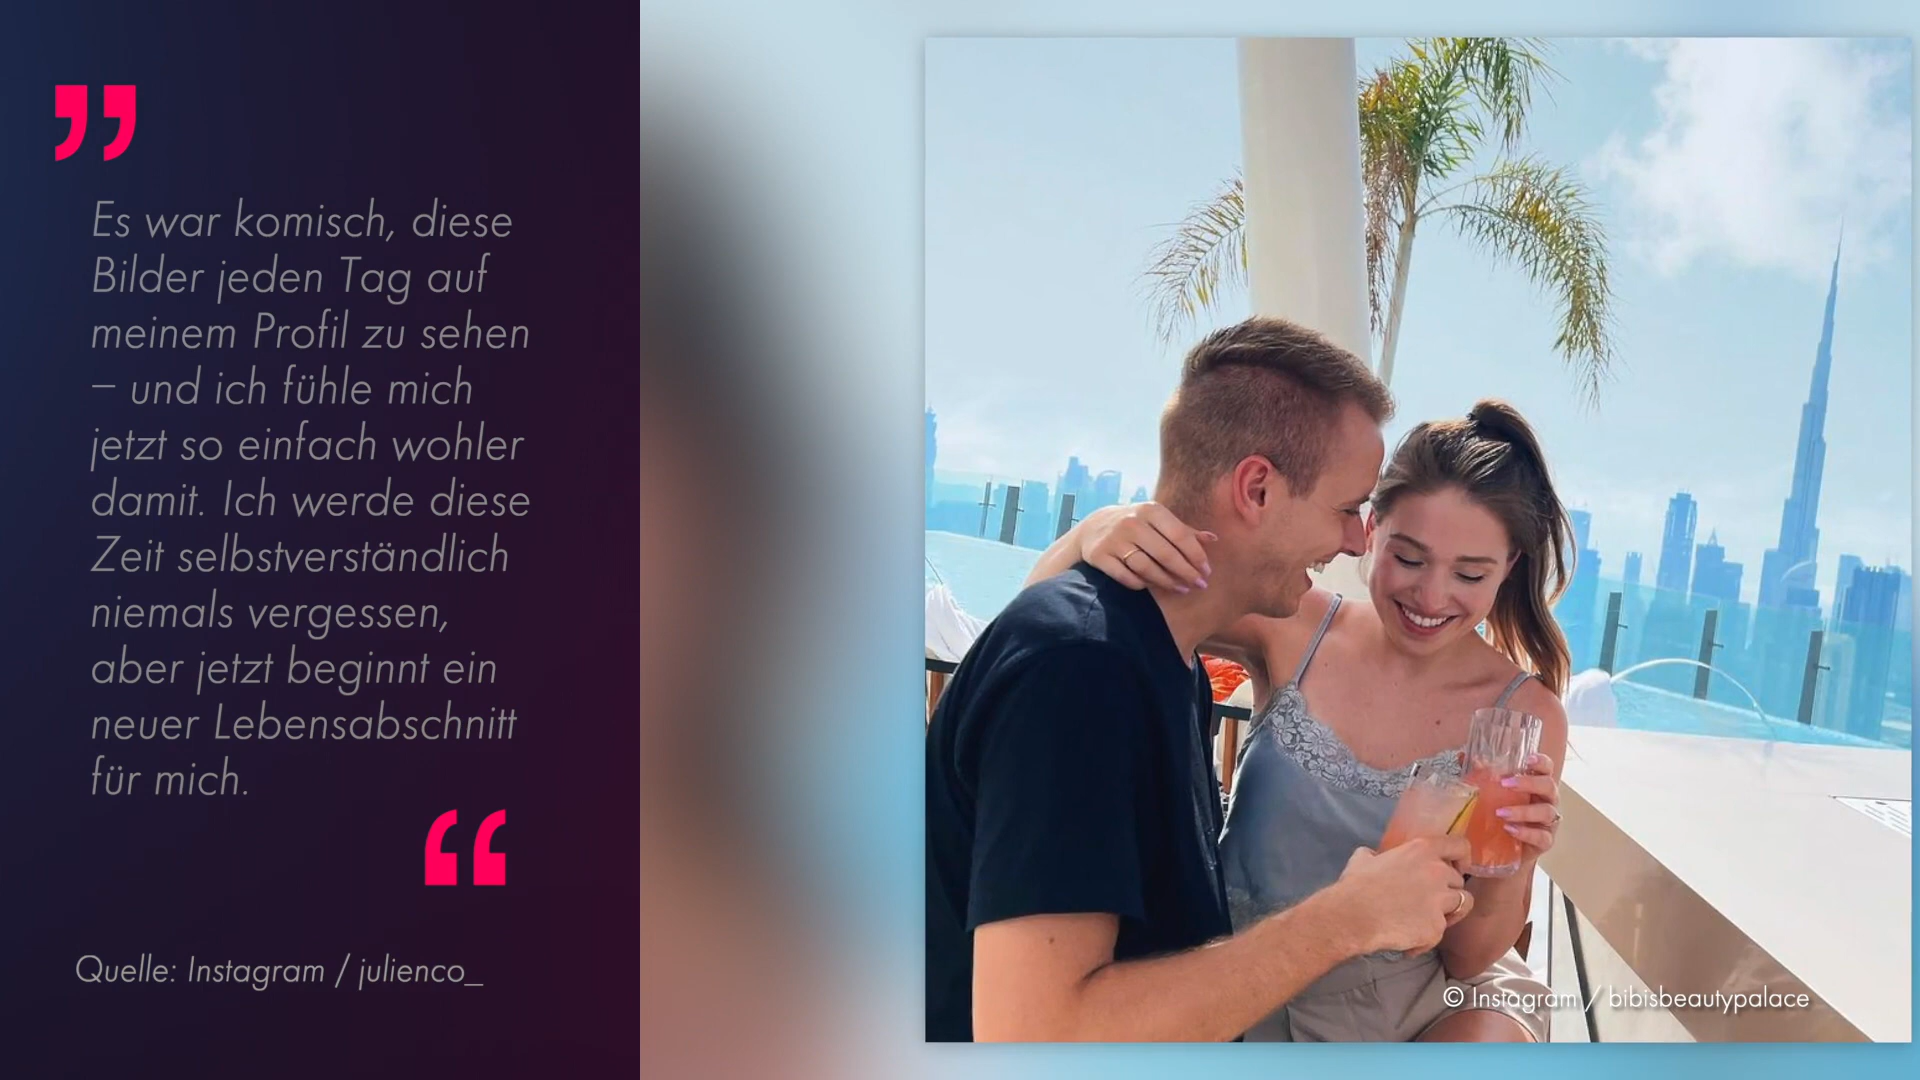 ”
Es war komisch, diese
Bilder jeden Tag auf
meinem Profil zu sehen
– und ich fühle mich
jetzt so einfach wohler
damit. Ich werde diese
Zeit selbstverständlich
niemals vergessen,
aber jetzt beginnt ein
neuer Lebensabschnitt
für mich.
“
Quelle: Instagram / julienco_
© Instagram / bibisbeautypalace